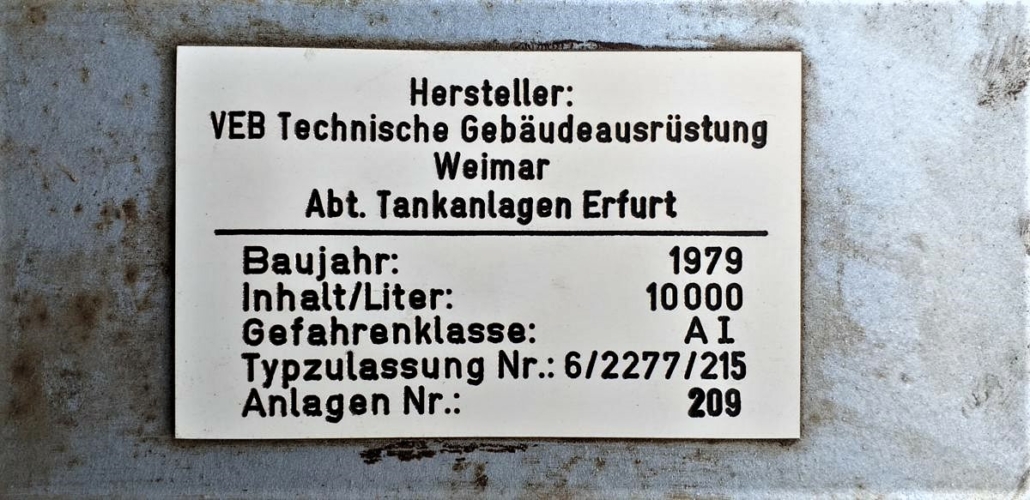 Hersteller:
VEB Technische Gebäudeausrüstung
Weimar
Abt. Tankanlagen Erfurt
Baujahr: 1979
Inhalt/Liter: 10000
Gefahrenklasse: A I
Typzulassung Nr.: 6/2277/215
Anlagen Nr.: 209